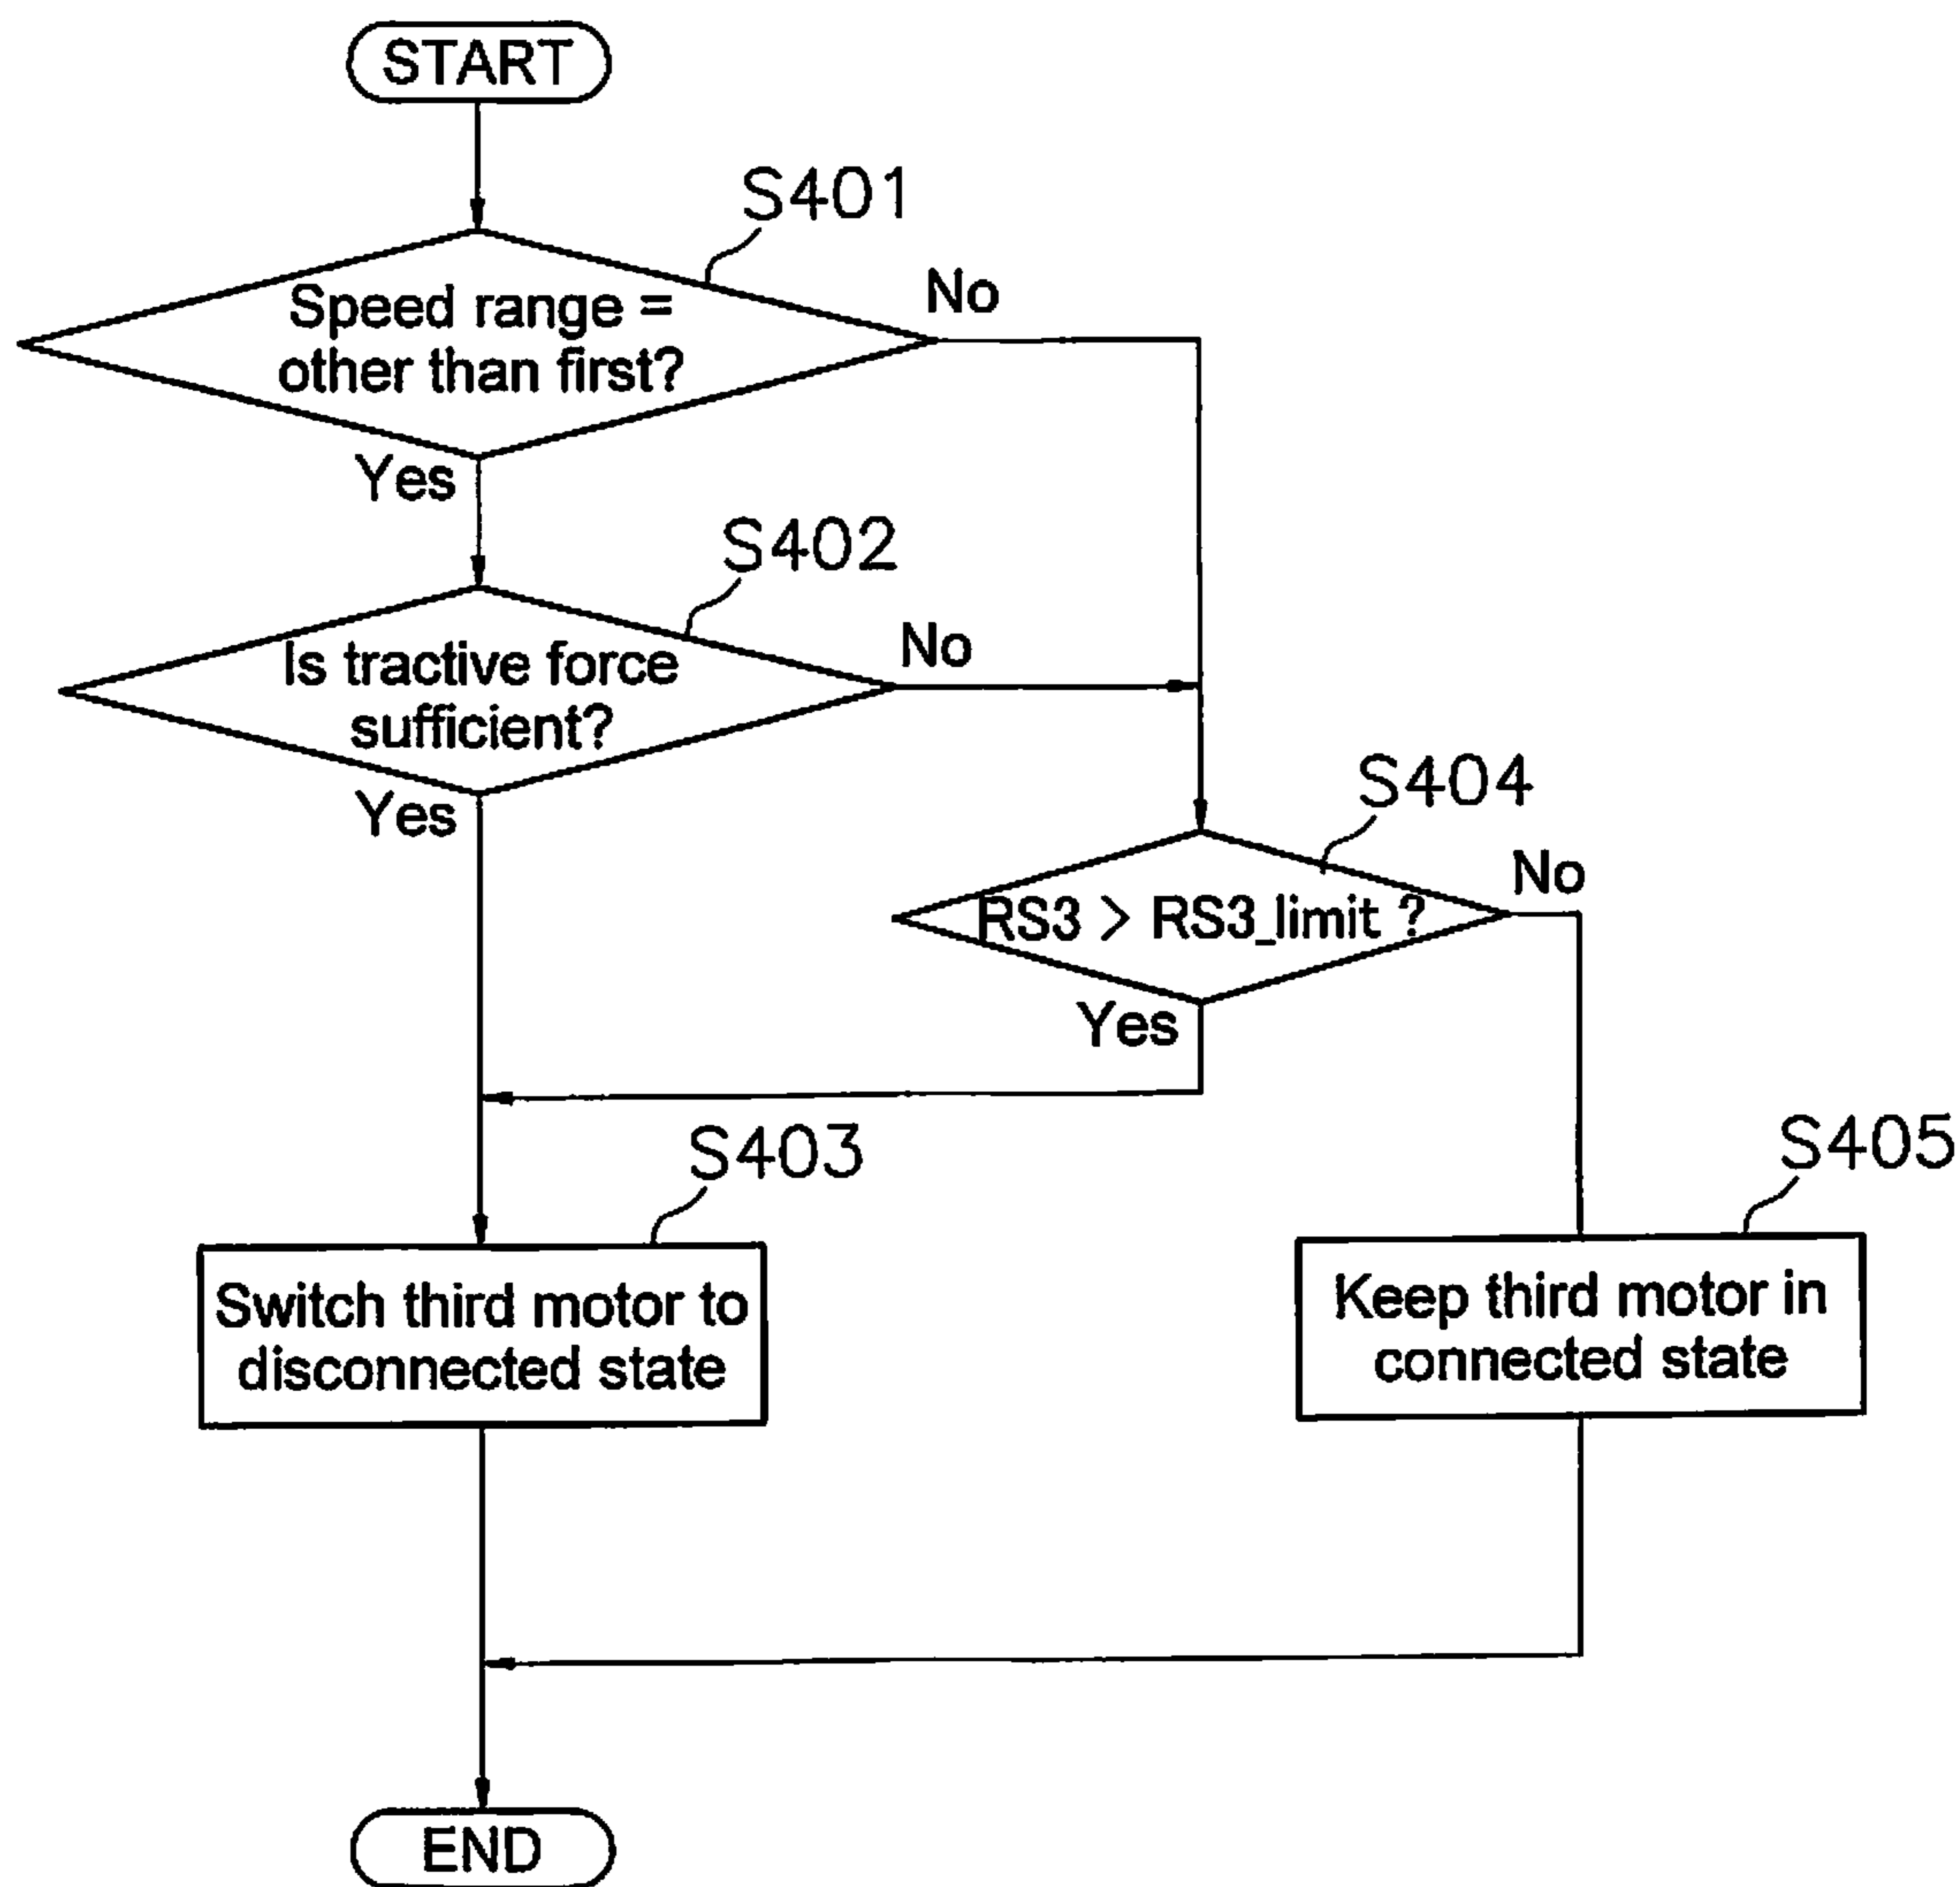 START
S401
Speed range =
other than first?
No
Yes
S402
Is tractive force
sufficient?
No
Yes
S404
RS3 > RS3_limit ?
No
Yes
S403
Switch third motor to
disconnected state
S405
Keep third motor in
connected state
END